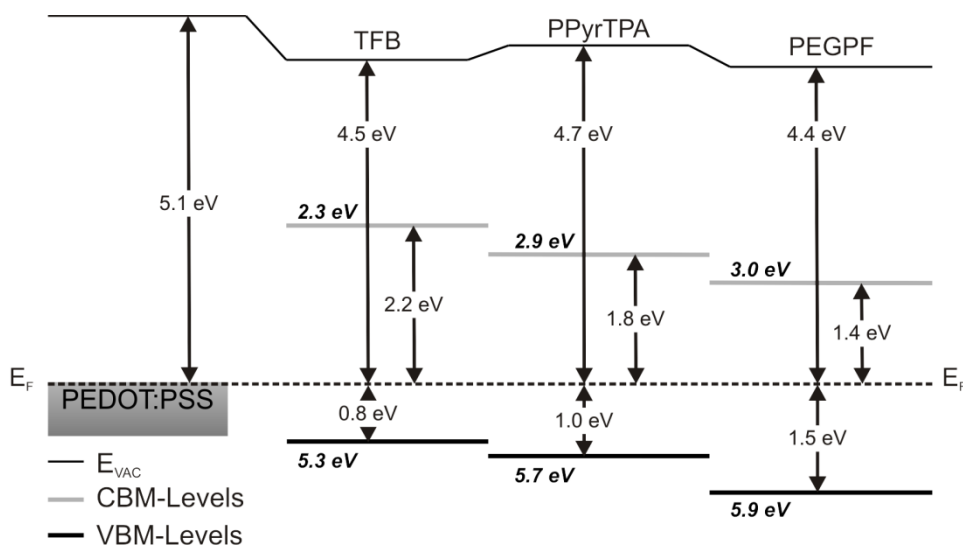 TFB
PPyrTPA
PEGPF
4.5 eV
4.7 eV
4.4 eV
5.1 eV
2.3 eV
2.9 eV
3.0 eV
2.2 eV
1.8 eV
1.4 eV
E_F
E_F
PEDOT:PSS
0.8 eV
1.0 eV
1.5 eV
5.3 eV
5.7 eV
5.9 eV
E_VAC
CBM-Levels
VBM-Levels